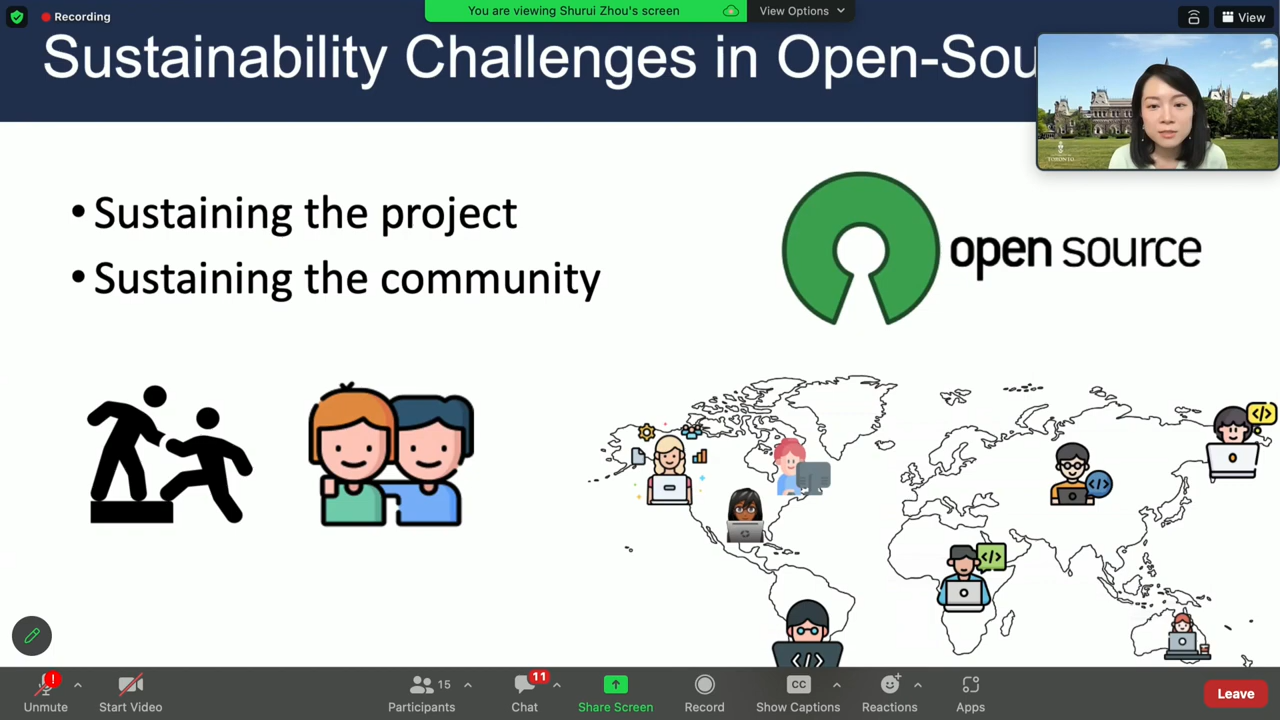 Recording
You are viewing Shurui Zhou's screen
View Options
View
Sustainability Challenges in Open-Sou
TORONTO
• Sustaining the project
• Sustaining the community
open source
</>
</>
</>
</>
Unmute
Start Video
15
Participants
11
Chat
Share Screen
Record
CC
Show Captions
Reactions
Apps
Leave